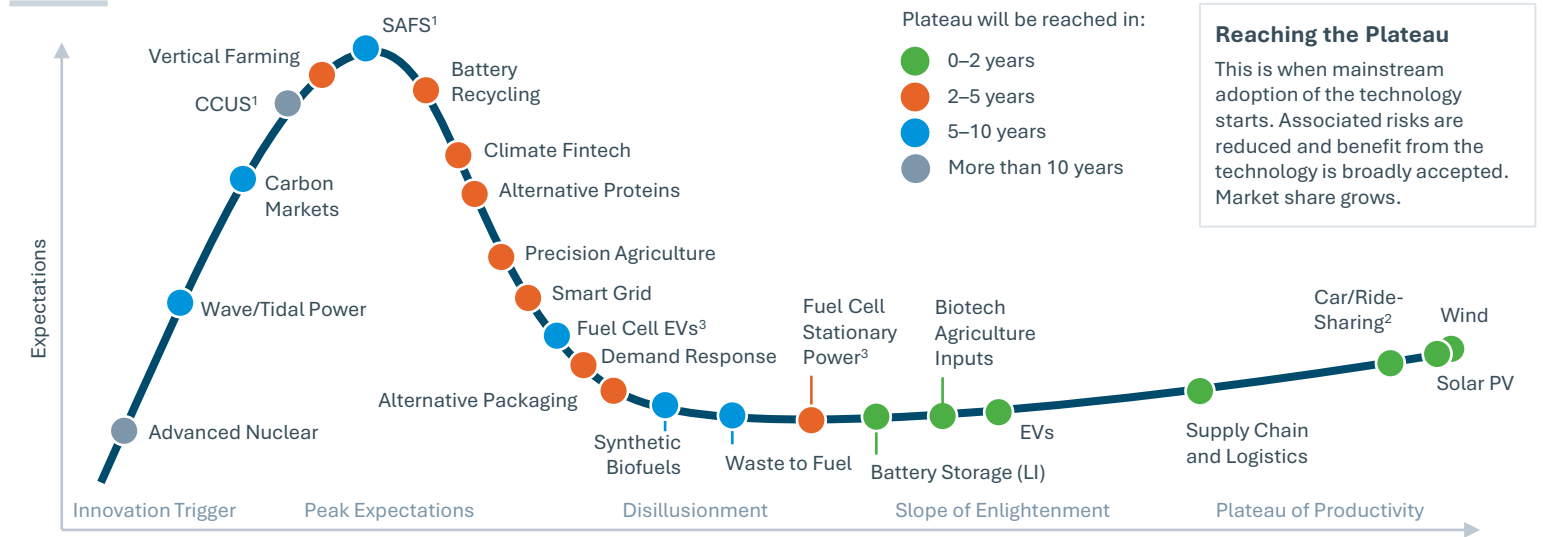 SAFS¹
Vertical Farming
CCUS¹
Battery
Recycling
Carbon
Markets
Climate Fintech
Alternative Proteins
Precision Agriculture
Smart Grid
Wave/Tidal Power
Fuel Cell EVs³
Demand Response
Alternative Packaging
Advanced Nuclear
Synthetic
Biofuels
Waste to Fuel
Fuel Cell
Stationary
Power³
Battery Storage (LI)
Biotech
Agriculture
Inputs
EVs
Supply Chain
and Logistics
Car/Ride-
Sharing²
Wind
Solar PV
Plateau will be reached in:
0–2 years
2–5 years
5–10 years
More than 10 years
Reaching the Plateau
This is when mainstream
adoption of the technology
starts. Associated risks are
reduced and benefit from the
technology is broadly accepted.
Market share grows.
Expectations
Innovation Trigger
Peak Expectations
Disillusionment
Slope of Enlightenment
Plateau of Productivity